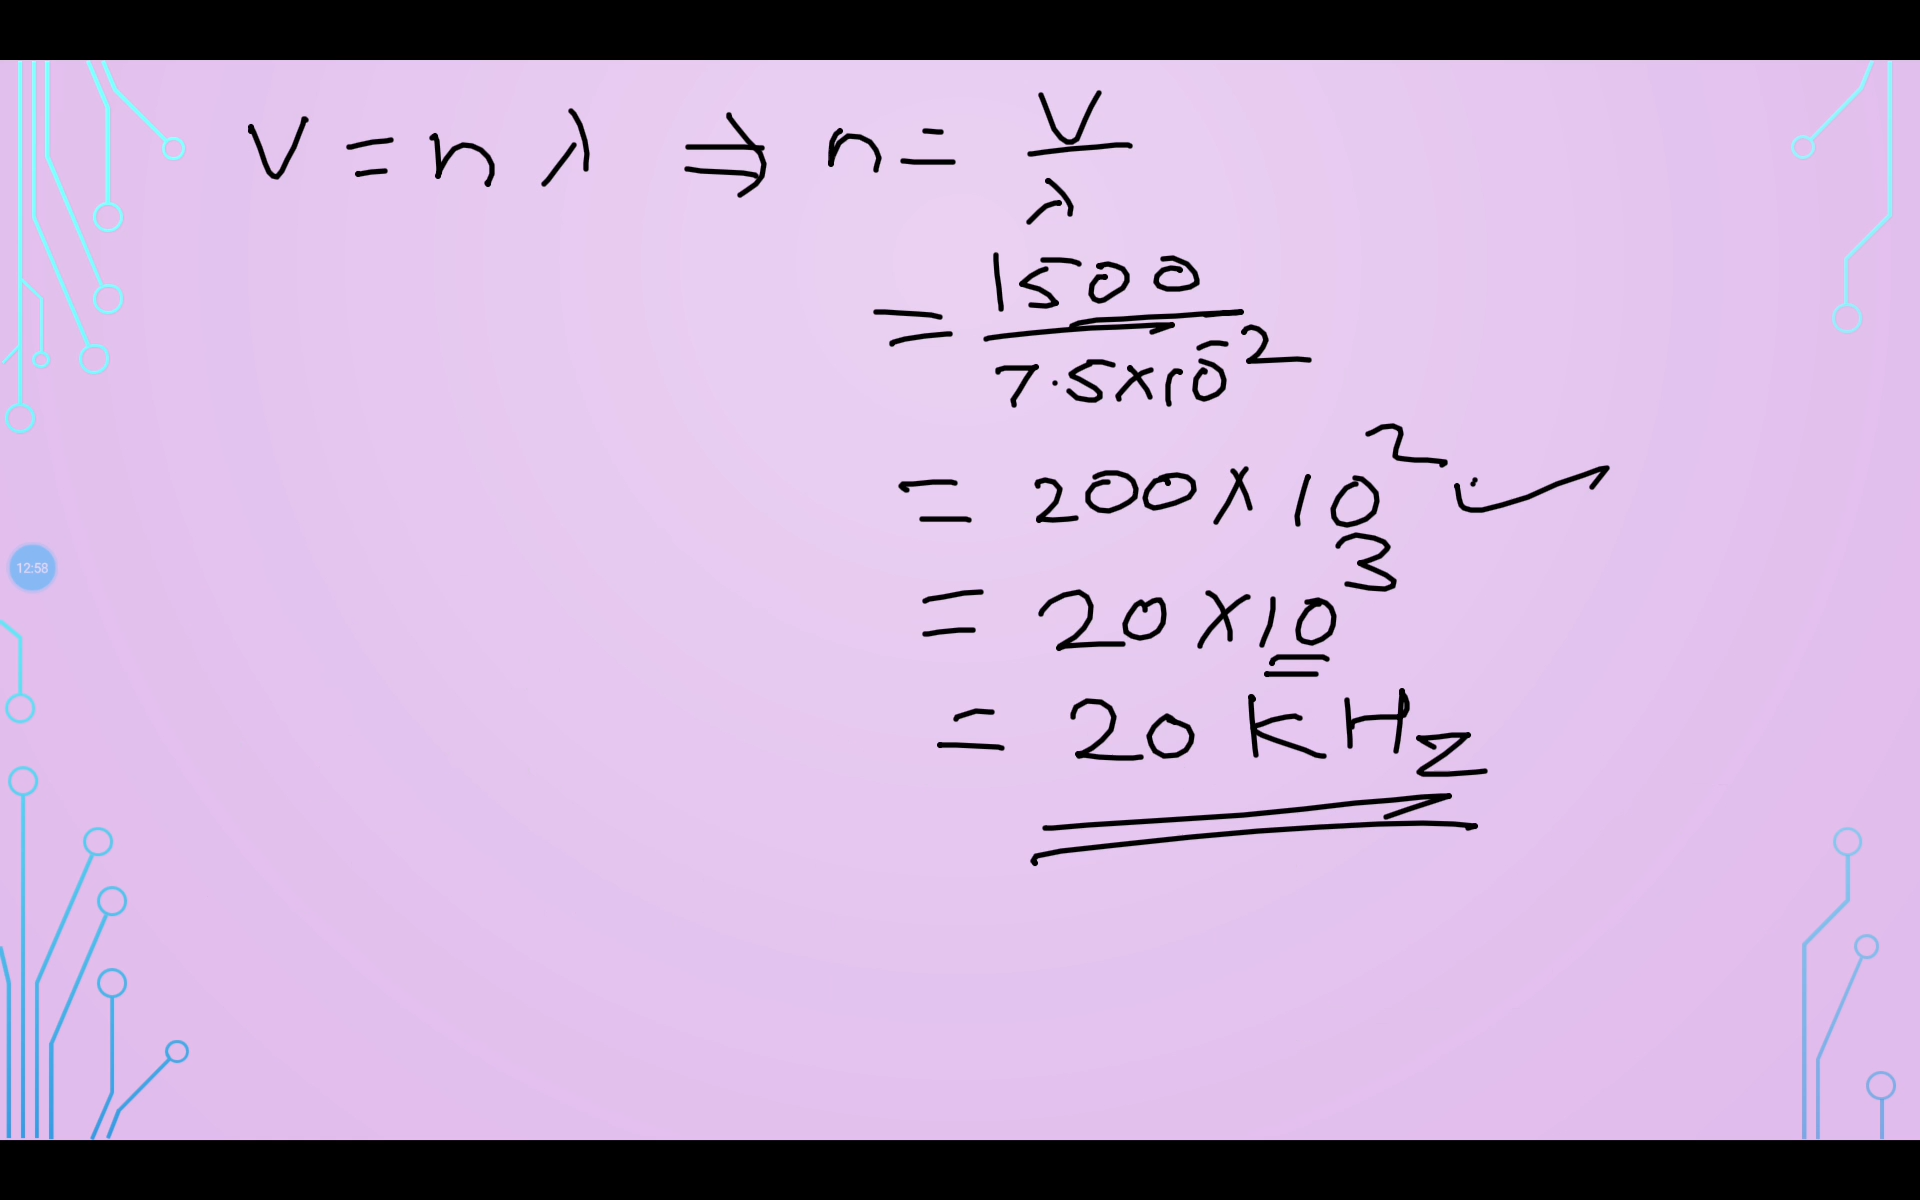 V = n λ ⇒ n = V/λ
= 1500/7.5×10⁻²
= 200 × 10² ✓
= 20 × 10³
= 20 KHz
12:58